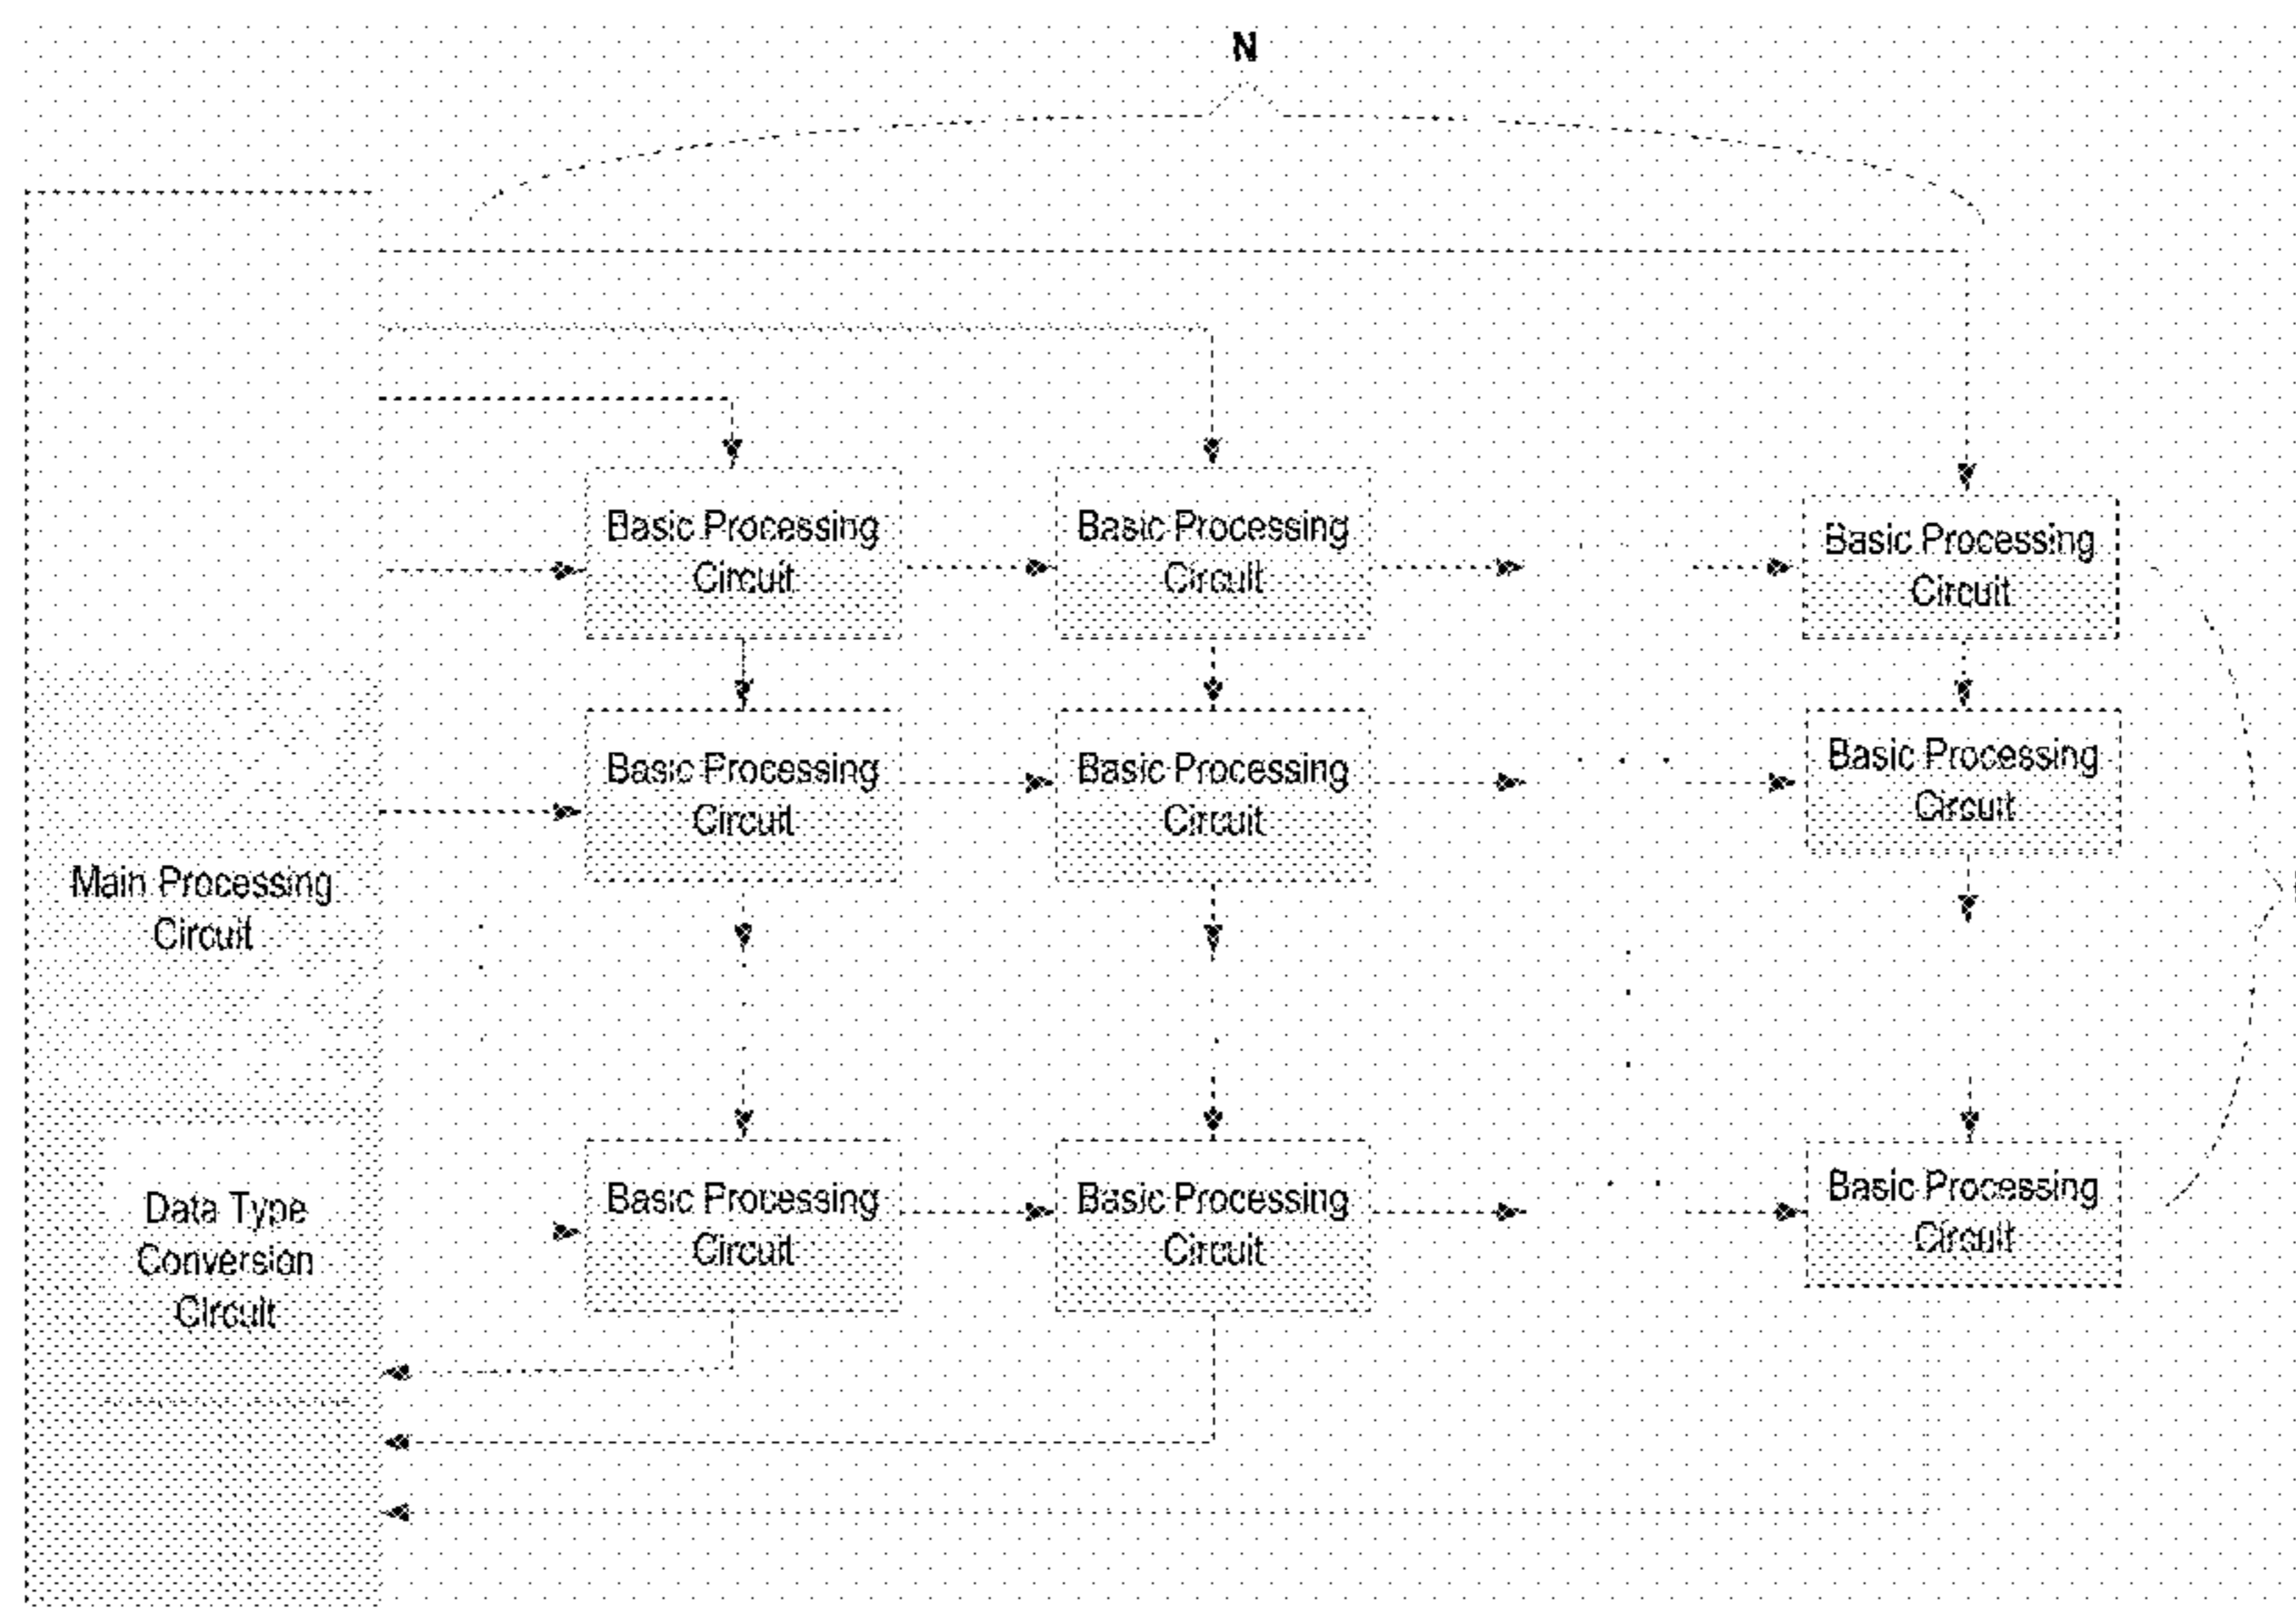 N
Basic Processing
Circuit
Basic Processing
Circuit
Basic Processing
Circuit
Basic Processing
Circuit
Basic Processing
Circuit
Basic Processing
Circuit
Main Processing
Circuit
Basic Processing
Circuit
Basic Processing
Circuit
Basic Processing
Circuit
Data Type
Conversion
Circuit